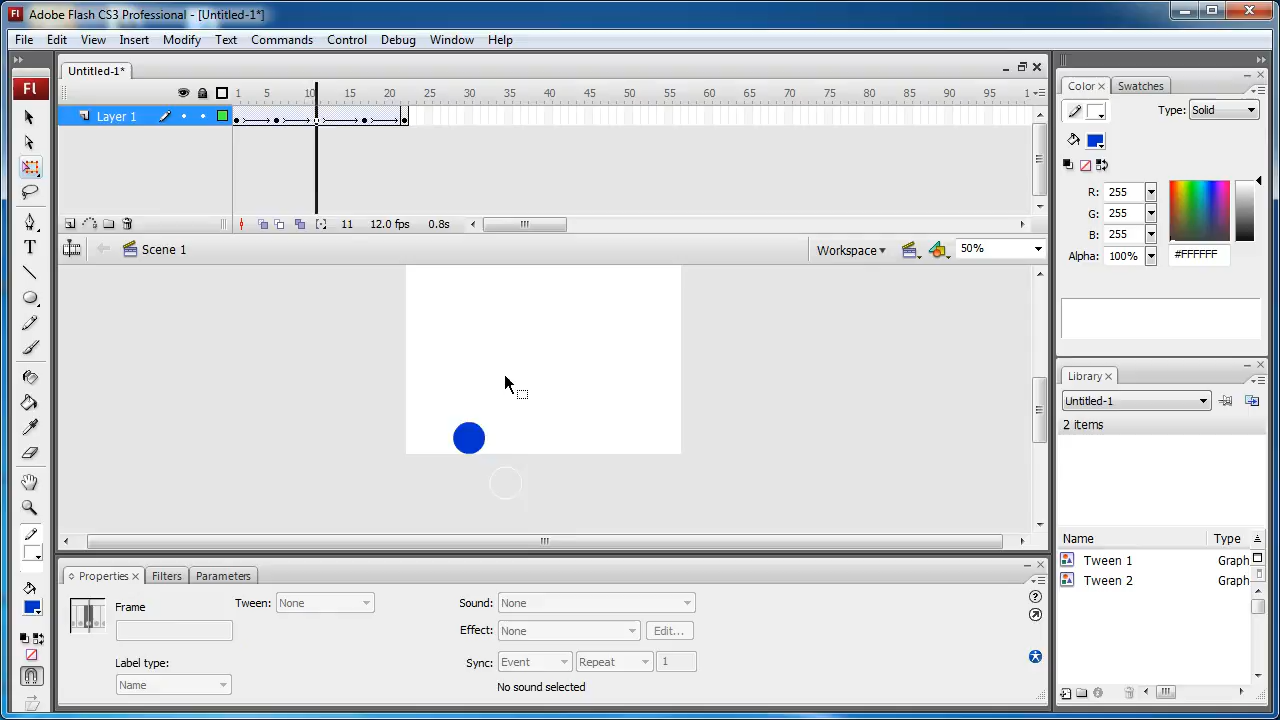 Adobe Flash CS3 Professional - [Untitled-1*]
File Edit View Insert Modify Text Commands Control Debug Window Help
Untitled-1*
1 5 10 15 20 25 30 35 40 45 50 55 60 65 70 75 80 85 90 95 1
Layer 1
11 12.0 fps 0.8s
Scene 1
Workspace
50%
Properties Filters Parameters
Frame
Tween: None
Sound: None
Effect: None
Edit...
Label type:
Name
Sync: Event Repeat 1
No sound selected
Fl
T
Color Swatches
Type: Solid
R: 255
G: 255
B: 255
Alpha: 100%
#FFFFFF
Library
Untitled-1
2 items
Name Type
Tween 1 Graph
Tween 2 Graph